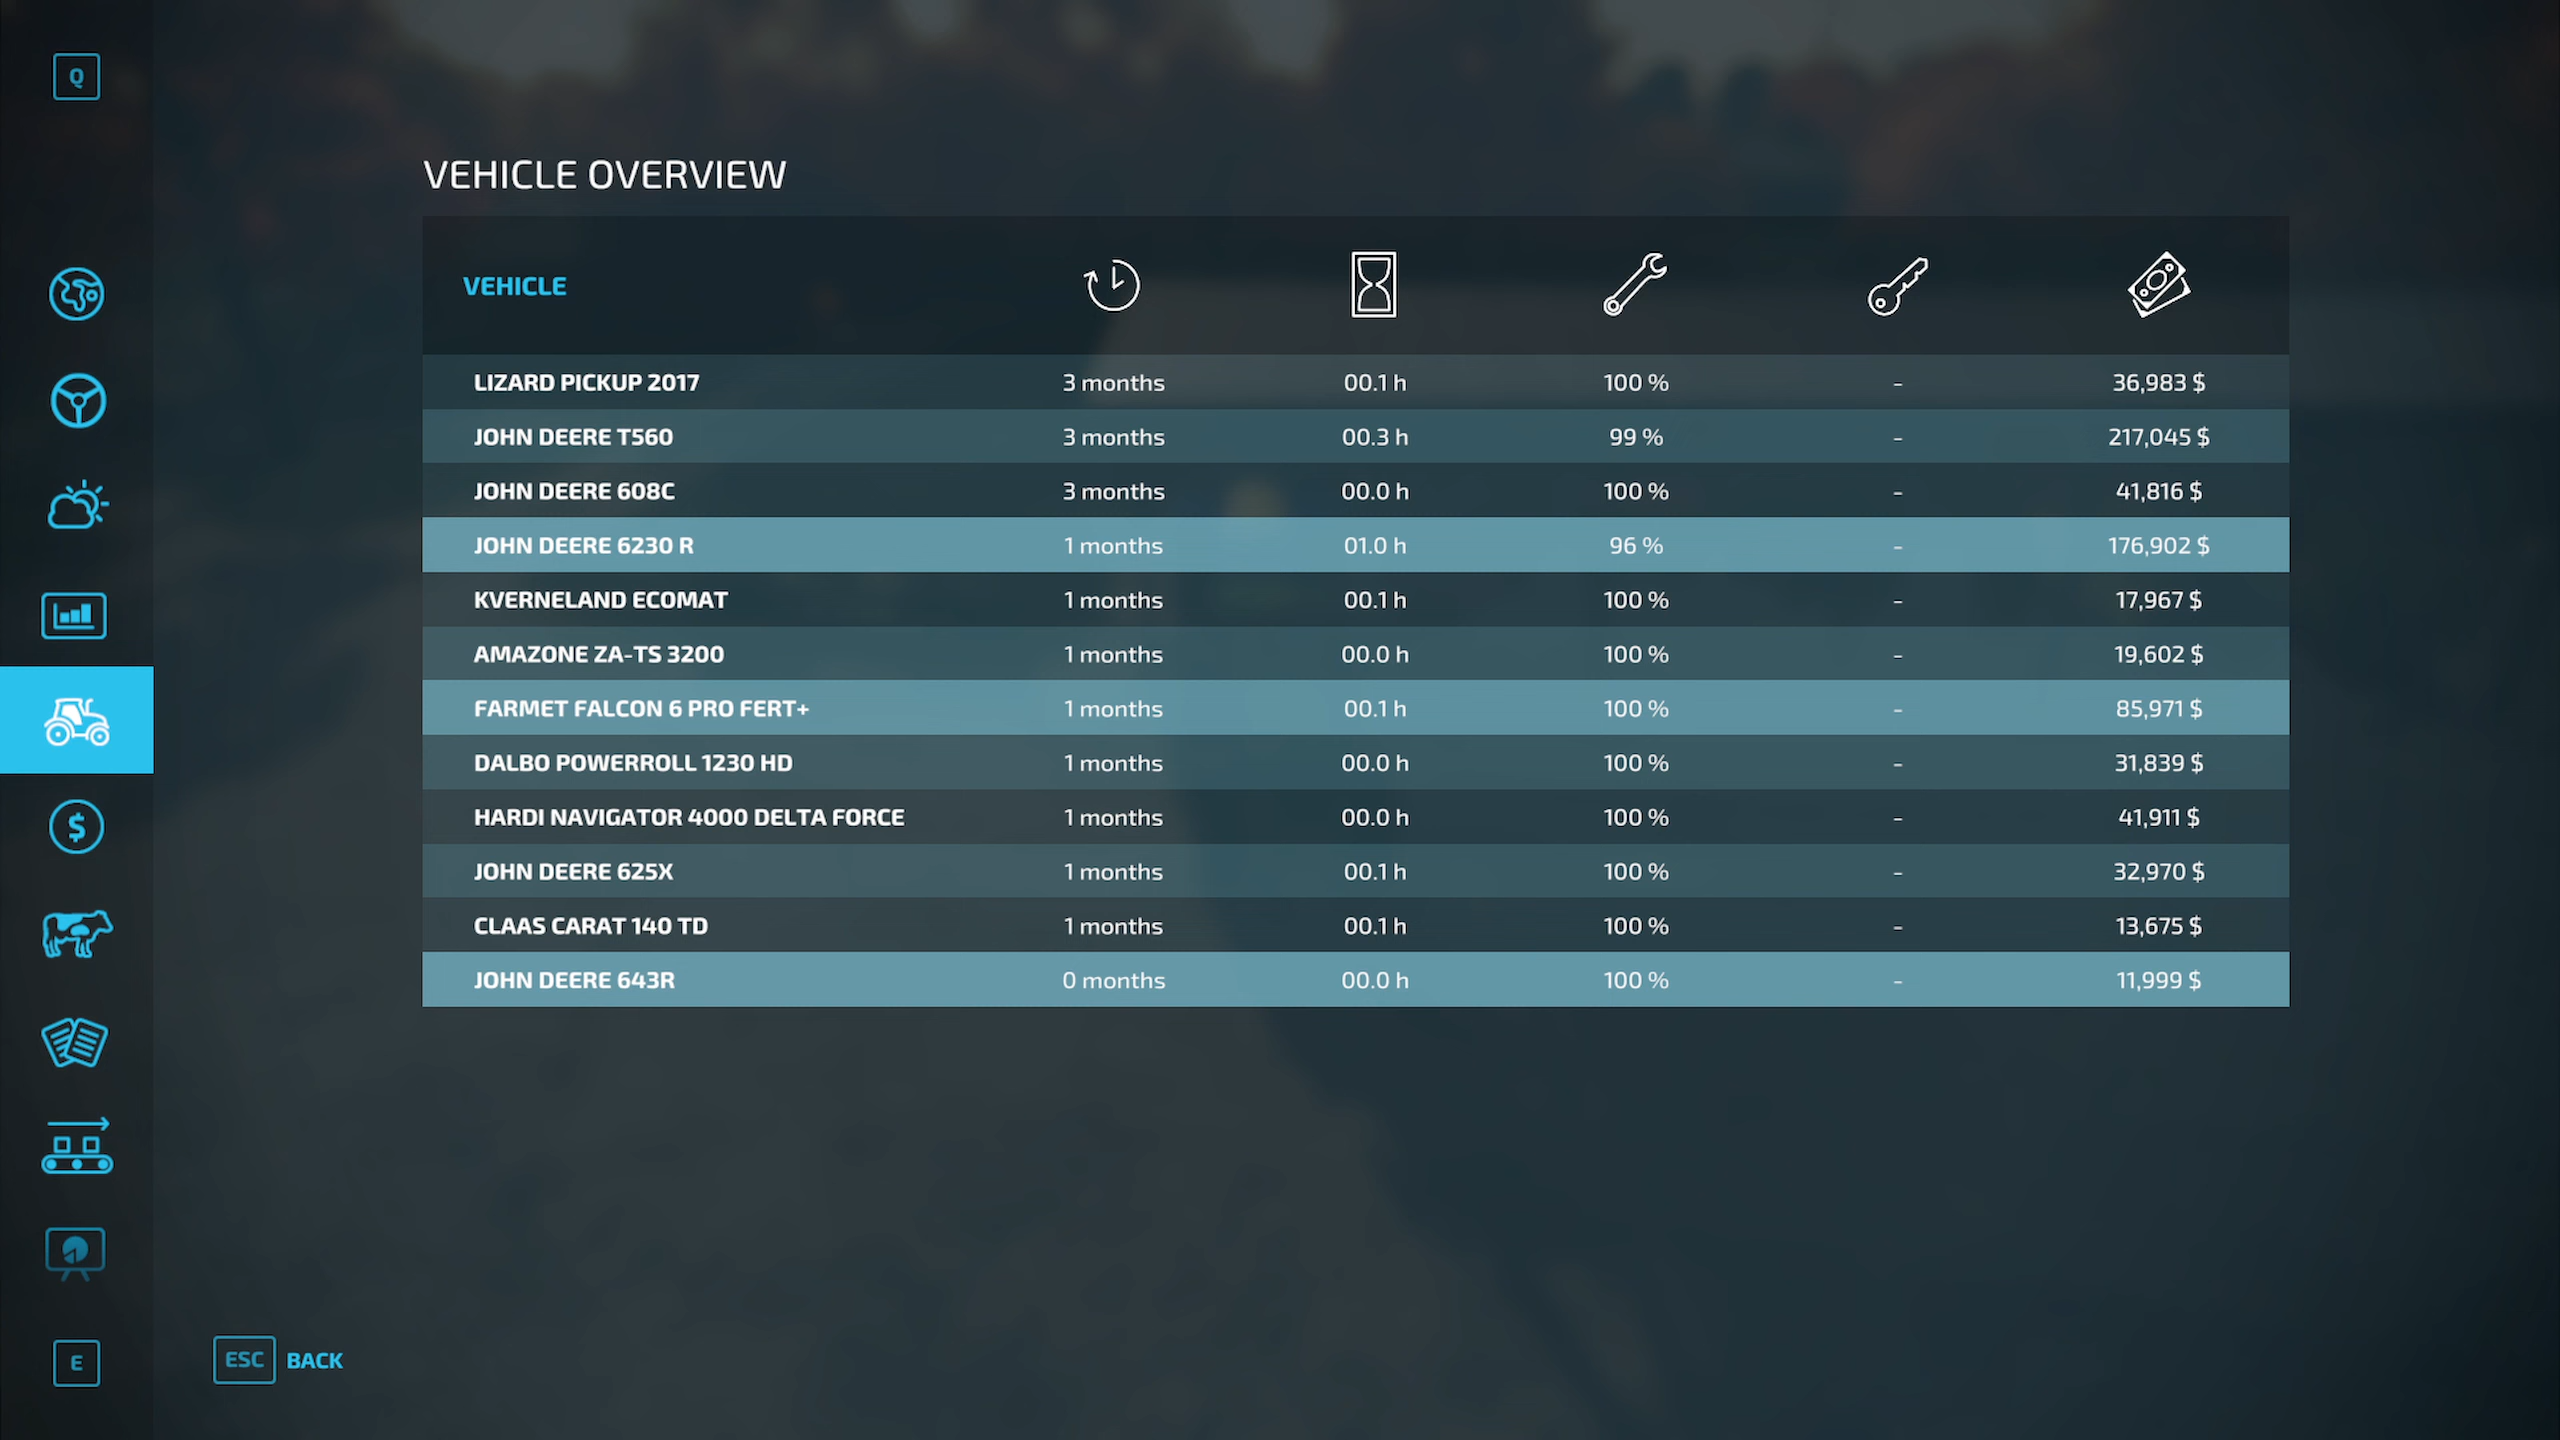 Q
VEHICLE OVERVIEW
VEHICLE
LIZARD PICKUP 2017 3 months 00.1 h 100 % - 36,983 $
JOHN DEERE T560 3 months 00.3 h 99 % - 217,045 $
JOHN DEERE 608C 3 months 00.0 h 100 % - 41,816 $
JOHN DEERE 6230 R 1 months 01.0 h 96 % - 176,902 $
KVERNELAND ECOMAT 1 months 00.1 h 100 % - 17,967 $
AMAZONE ZA-TS 3200 1 months 00.0 h 100 % - 19,602 $
FARMET FALCON 6 PRO FERT+ 1 months 00.1 h 100 % - 85,971 $
DALBO POWERROLL 1230 HD 1 months 00.0 h 100 % - 31,839 $
HARDI NAVIGATOR 4000 DELTA FORCE 1 months 00.0 h 100 % - 41,911 $
JOHN DEERE 625X 1 months 00.1 h 100 % - 32,970 $
CLAAS CARAT 140 TD 1 months 00.1 h 100 % - 13,675 $
JOHN DEERE 643R 0 months 00.0 h 100 % - 11,999 $
$
E
ESC BACK